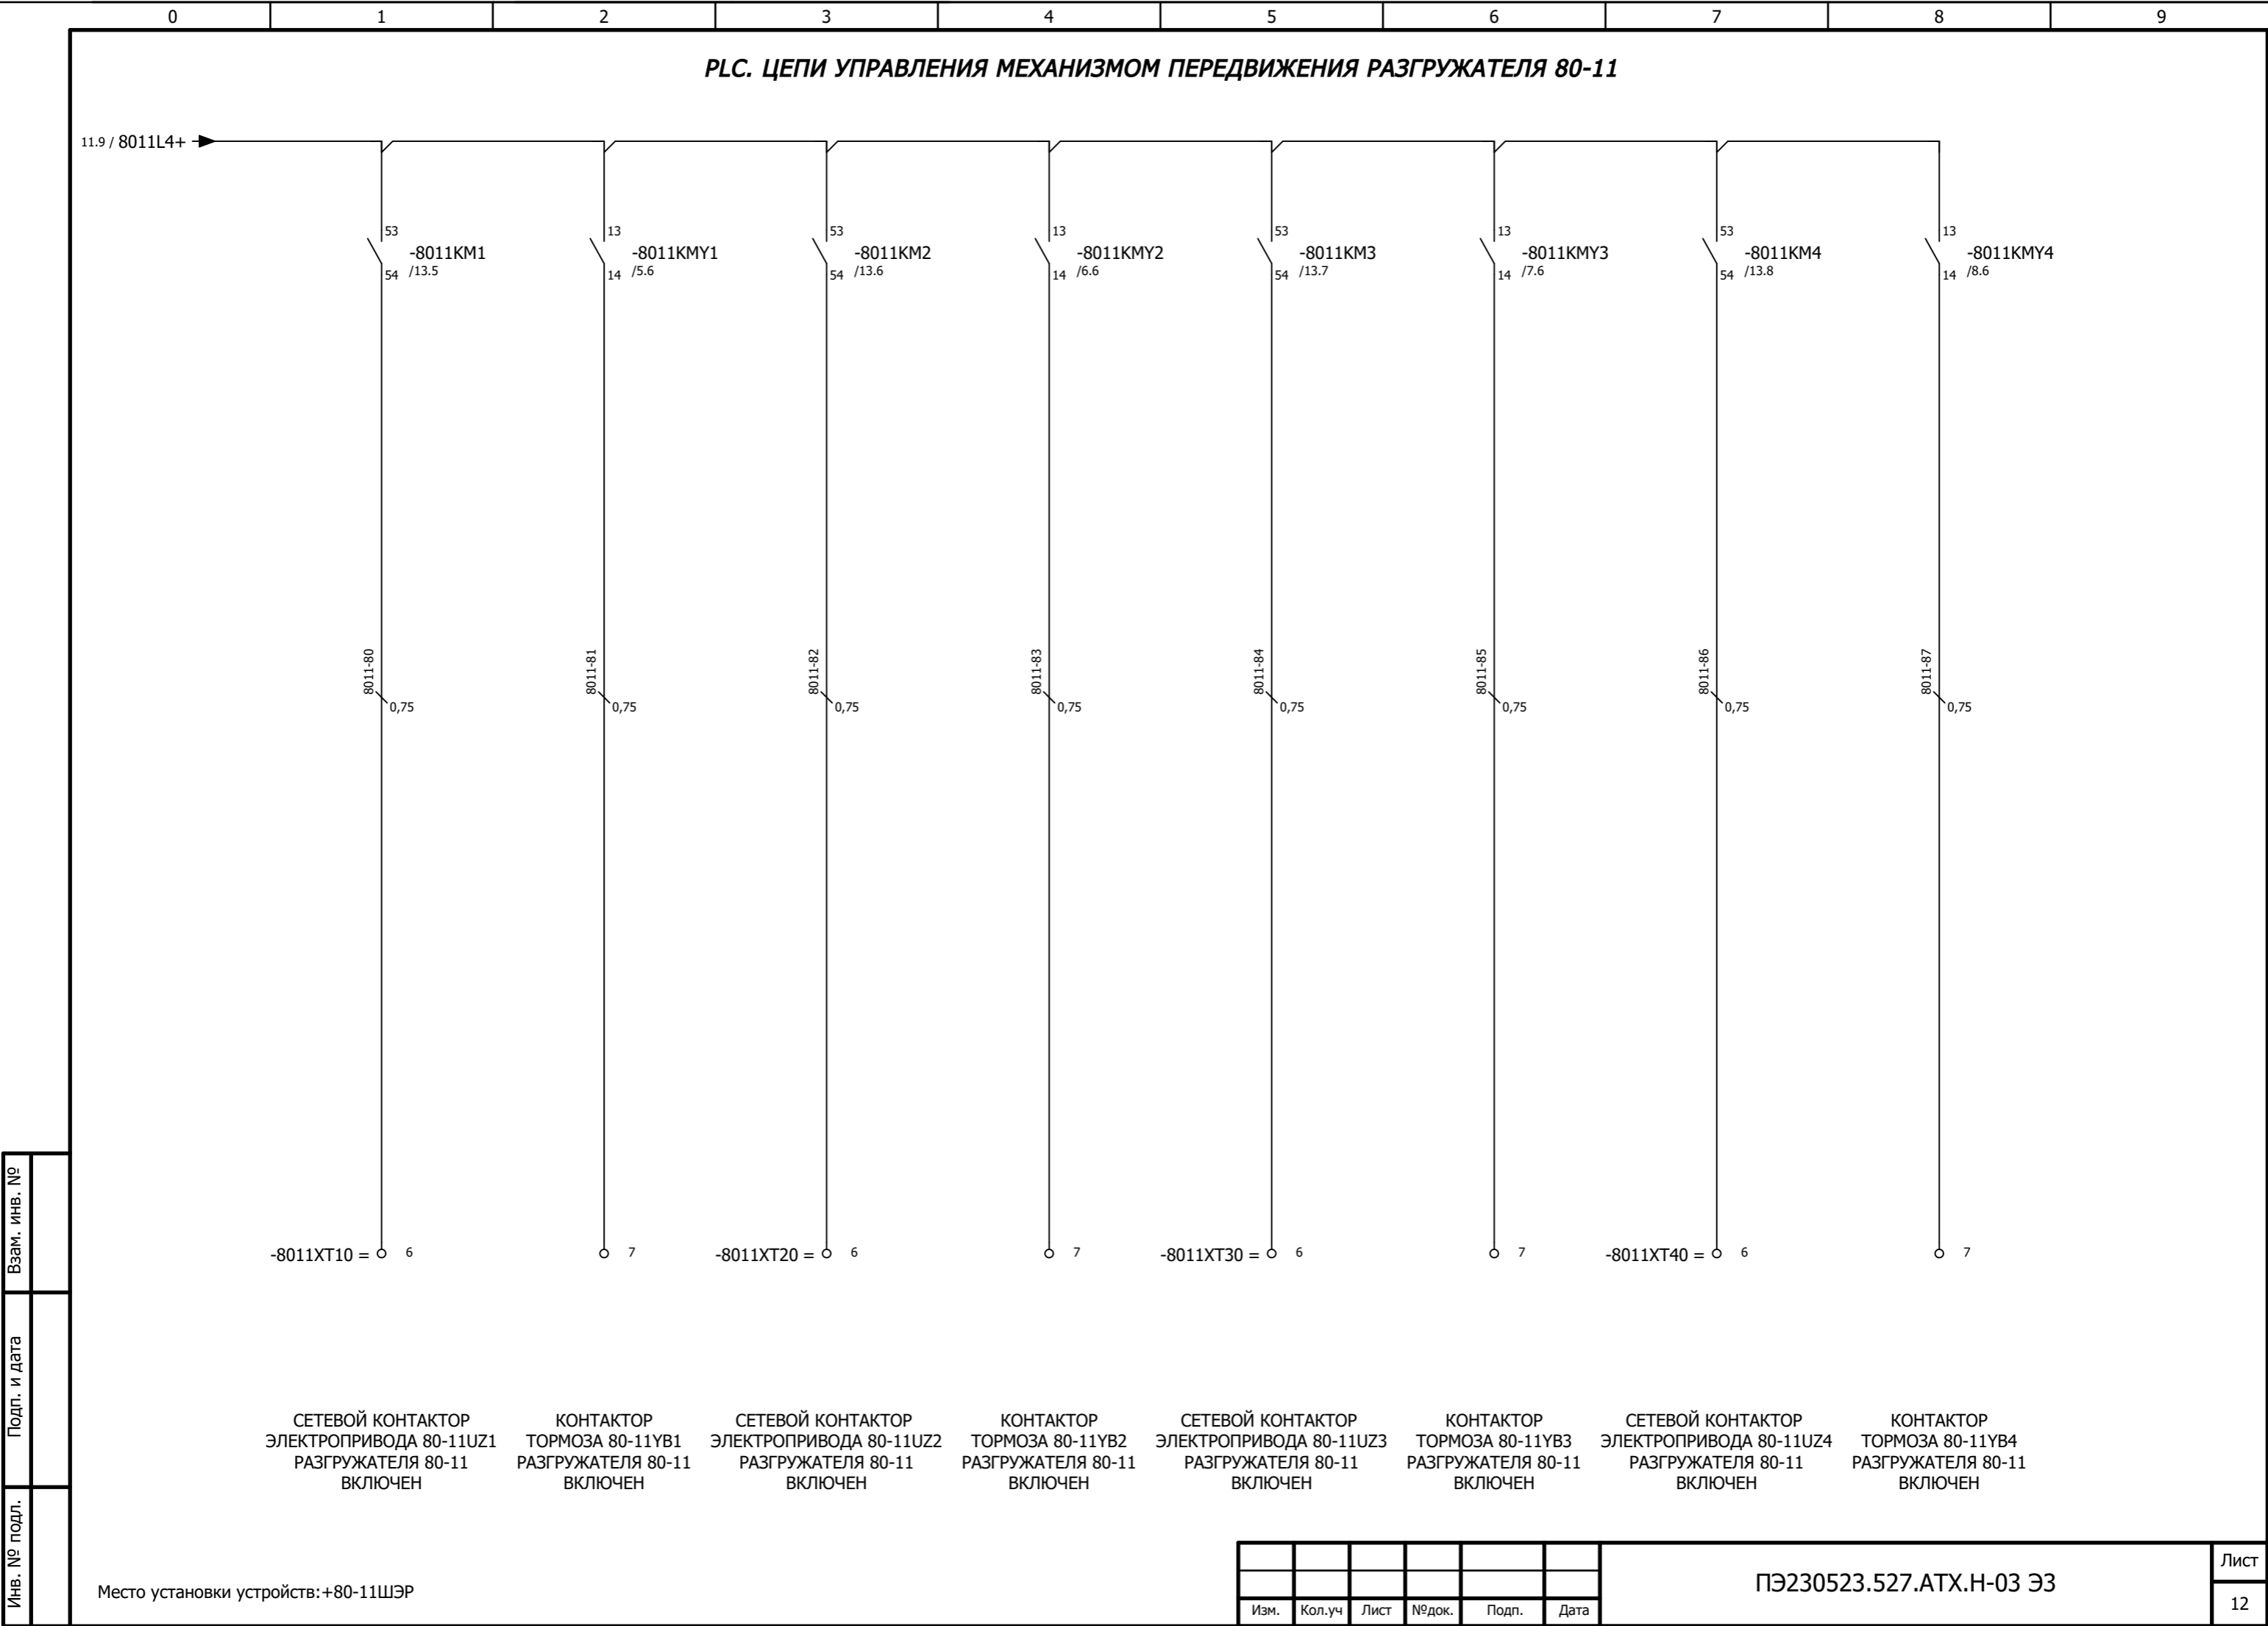 0 1 2 3 4 5 6 7 8 9
PLC. ЦЕПИ УПРАВЛЕНИЯ МЕХАНИЗМОМ ПЕРЕДВИЖЕНИЯ РАЗГРУЖАТЕЛЯ 80-11
11.9 / 8011L4+
53 13 53 13 53 13 53 13
-8011KM1 -8011KMY1 -8011KM2 -8011KMY2 -8011KM3 -8011KMY3 -8011KM4 -8011KMY4
54 /13.5 14 /5.6 54 /13.6 14 /6.6 54 /13.7 14 /7.6 54 /13.8 14 /8.6
8011-80 8011-81 8011-82 8011-83 8011-84 8011-85 8011-86 8011-87
0,75 0,75 0,75 0,75 0,75 0,75 0,75 0,75
-8011XT10 = 6 7 -8011XT20 = 6 7 -8011XT30 = 6 7 -8011XT40 = 6 7
СЕТЕВОЙ КОНТАКТОР
ЭЛЕКТРОПРИВОДА 80-11UZ1
РАЗГРУЖАТЕЛЯ 80-11
ВКЛЮЧЕН
КОНТАКТОР
ТОРМОЗА 80-11YB1
РАЗГРУЖАТЕЛЯ 80-11
ВКЛЮЧЕН
СЕТЕВОЙ КОНТАКТОР
ЭЛЕКТРОПРИВОДА 80-11UZ2
РАЗГРУЖАТЕЛЯ 80-11
ВКЛЮЧЕН
КОНТАКТОР
ТОРМОЗА 80-11YB2
РАЗГРУЖАТЕЛЯ 80-11
ВКЛЮЧЕН
СЕТЕВОЙ КОНТАКТОР
ЭЛЕКТРОПРИВОДА 80-11UZ3
РАЗГРУЖАТЕЛЯ 80-11
ВКЛЮЧЕН
КОНТАКТОР
ТОРМОЗА 80-11YB3
РАЗГРУЖАТЕЛЯ 80-11
ВКЛЮЧЕН
СЕТЕВОЙ КОНТАКТОР
ЭЛЕКТРОПРИВОДА 80-11UZ4
РАЗГРУЖАТЕЛЯ 80-11
ВКЛЮЧЕН
КОНТАКТОР
ТОРМОЗА 80-11YB4
РАЗГРУЖАТЕЛЯ 80-11
ВКЛЮЧЕН
Взам. инв. №
Подп. и дата
Инв. № подл.
Место установки устройств:+80-11ШЭР
Изм. Кол.уч Лист №док. Подп. Дата
ПЭ230523.527.АТХ.Н-03 ЭЗ
Лист
12